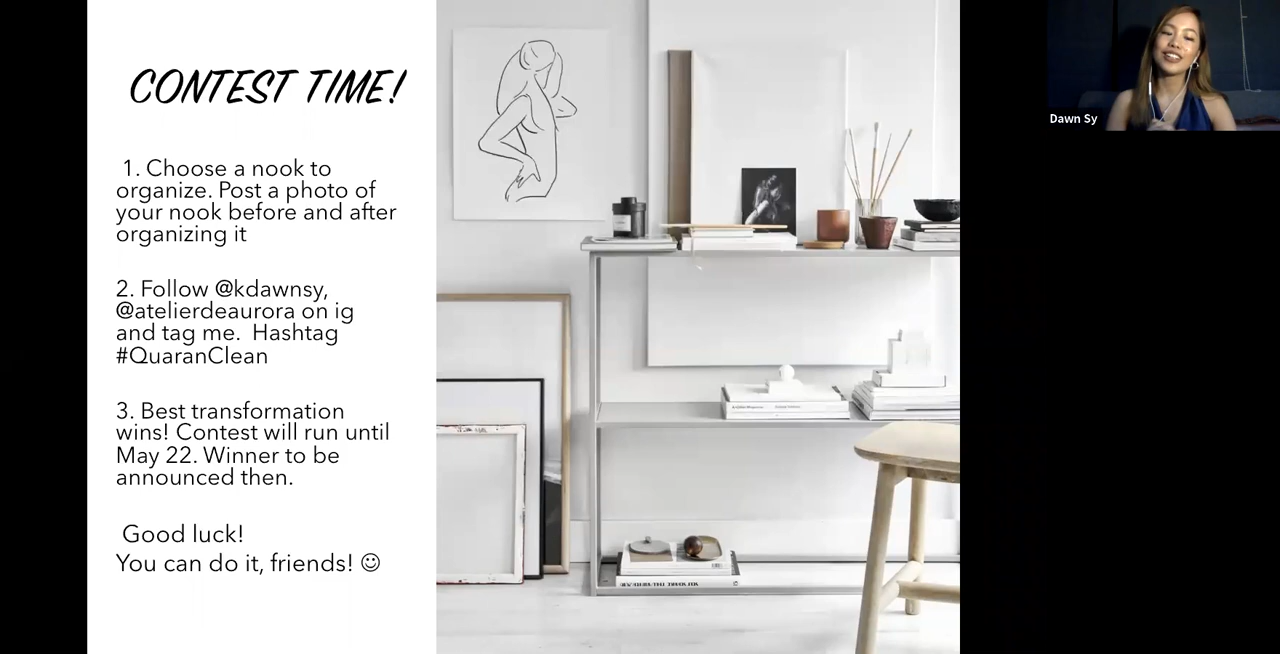 CONTEST TIME!
1. Choose a nook to
organize. Post a photo of
your nook before and after
organizing it
2. Follow @kdawnsy,
@atelierdeaurora on ig
and tag me.  Hashtag
#QuaranClean
3. Best transformation
wins! Contest will run until
May 22. Winner to be
announced then.
Good luck!
You can do it, friends! ☺
Dawn Sy